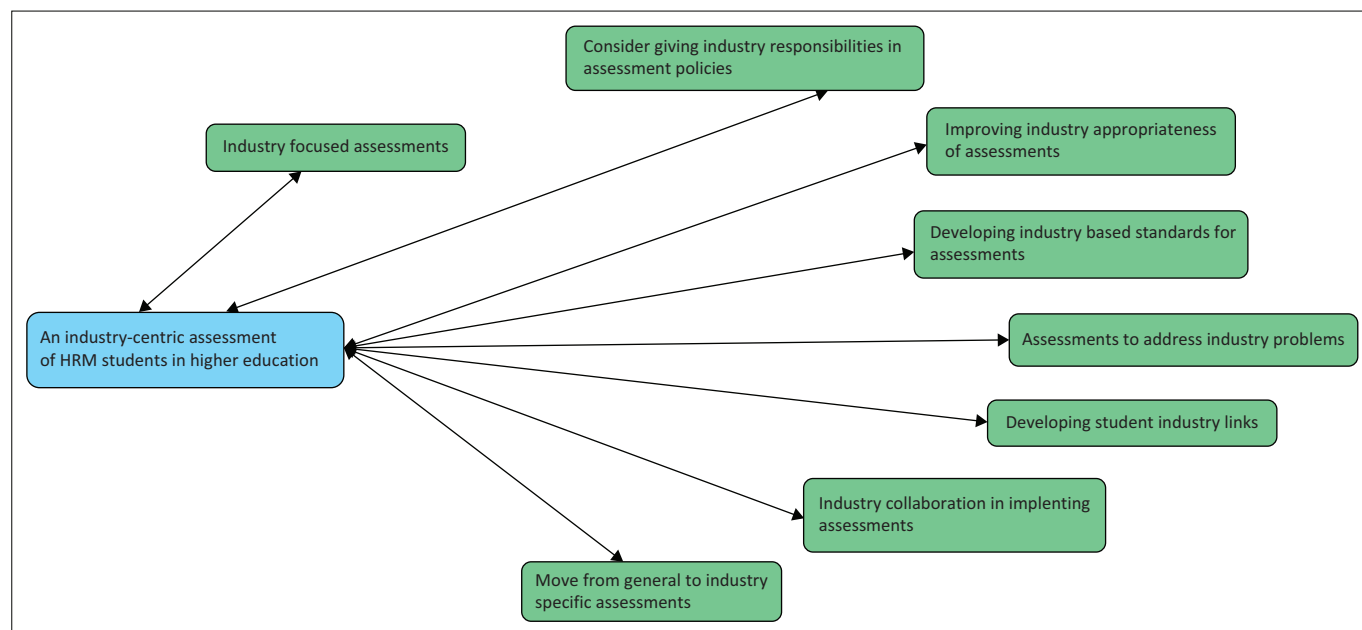 Consider giving industry responsibilities in
assessment policies
Industry focused assessments
Improving industry appropriateness
of assessments
Developing industry based standards for
assessments
An industry-centric assessment
of HRM students in higher education
Assessments to address industry problems
Developing student industry links
Industry collaboration in implenting
assessments
Move from general to industry
specific assessments